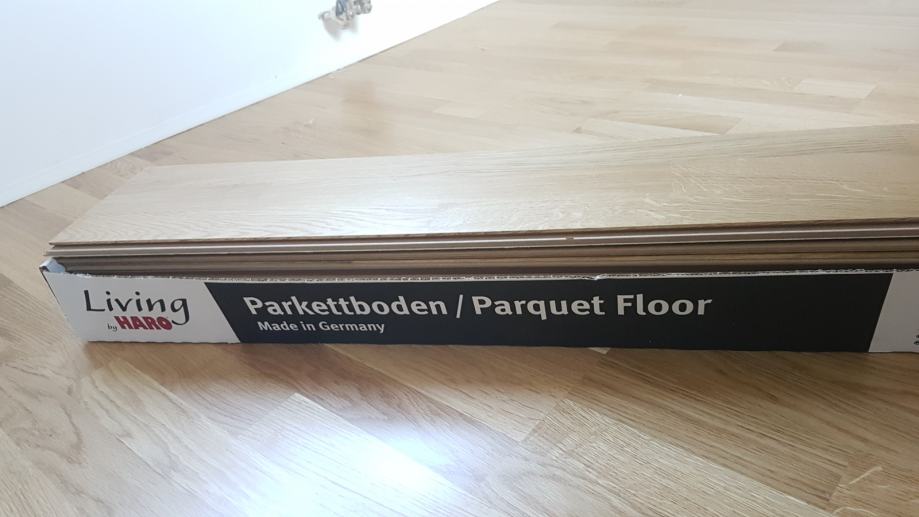 Living
by HARO
Parkettboden / Parquet Floor
Made in Germany